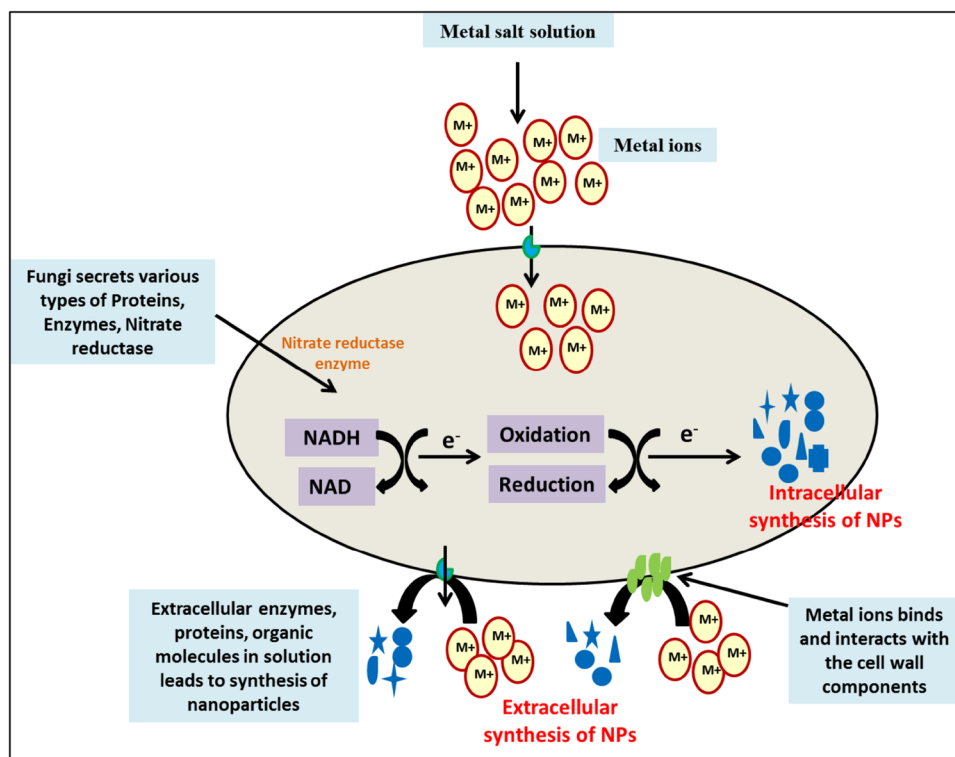 Metal salt solution
M+
M+
M+
M+
M+
M+
M+
M+
M+
M+
Metal ions
Fungi secrets various
types of Proteins,
Enzymes, Nitrate
reductase
M+
M+
M+
M+
M+
Nitrate reductase
enzyme
NADH
NAD
e-
Oxidation
Reduction
e-
Intracellular
synthesis of NPs
Extracellular enzymes,
proteins, organic
molecules in solution
leads to synthesis of
nanoparticles
M+
M+
M+
M+
M+
M+
M+
M+
Extracellular
synthesis of NPs
Metal ions binds
and interacts with
the cell wall
components